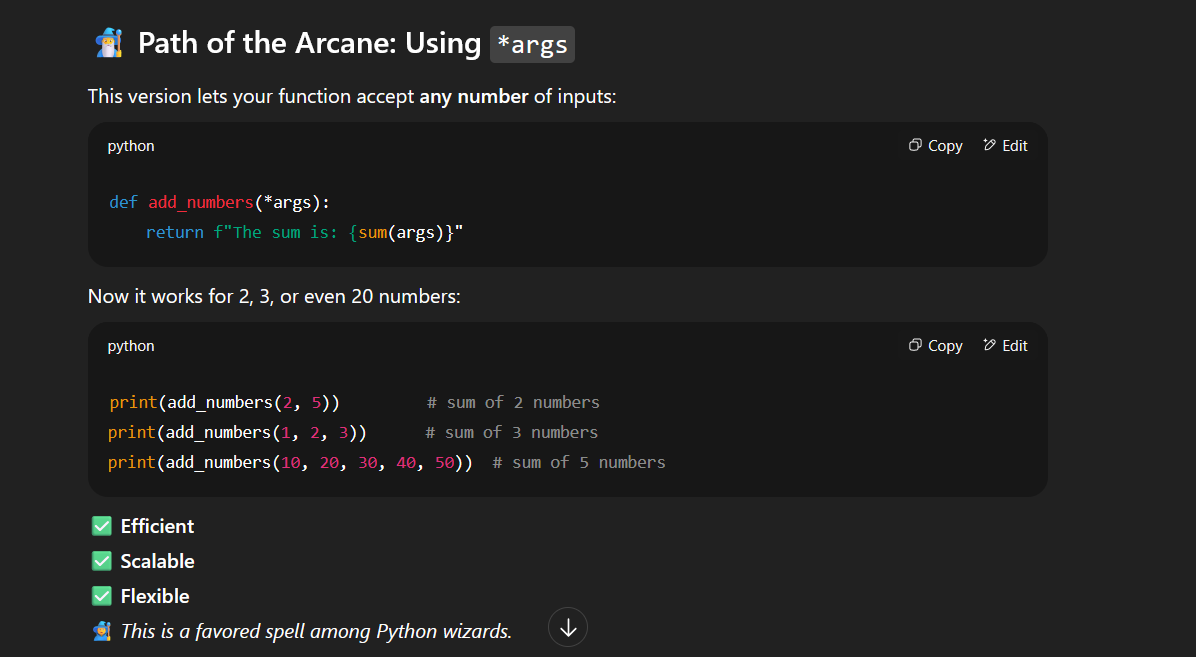 Path of the Arcane: Using *args
This version lets your function accept any number of inputs:
python
Copy Edit
def add_numbers(*args):
    return f"The sum is: {sum(args)}"
Now it works for 2, 3, or even 20 numbers:
python
Copy Edit
print(add_numbers(2, 5))         # sum of 2 numbers
print(add_numbers(1, 2, 3))      # sum of 3 numbers
print(add_numbers(10, 20, 30, 40, 50))  # sum of 5 numbers
Efficient
Scalable
Flexible
This is a favored spell among Python wizards.